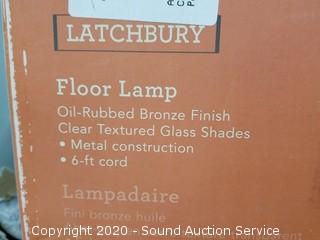 LATCHBURY
Floor Lamp
Oil-Rubbed Bronze Finish
Clear Textured Glass Shades
• Metal construction
• 6-ft cord
Lampadaire
Fini bronze huilé
Copyright 2020 - Sound Auction Service